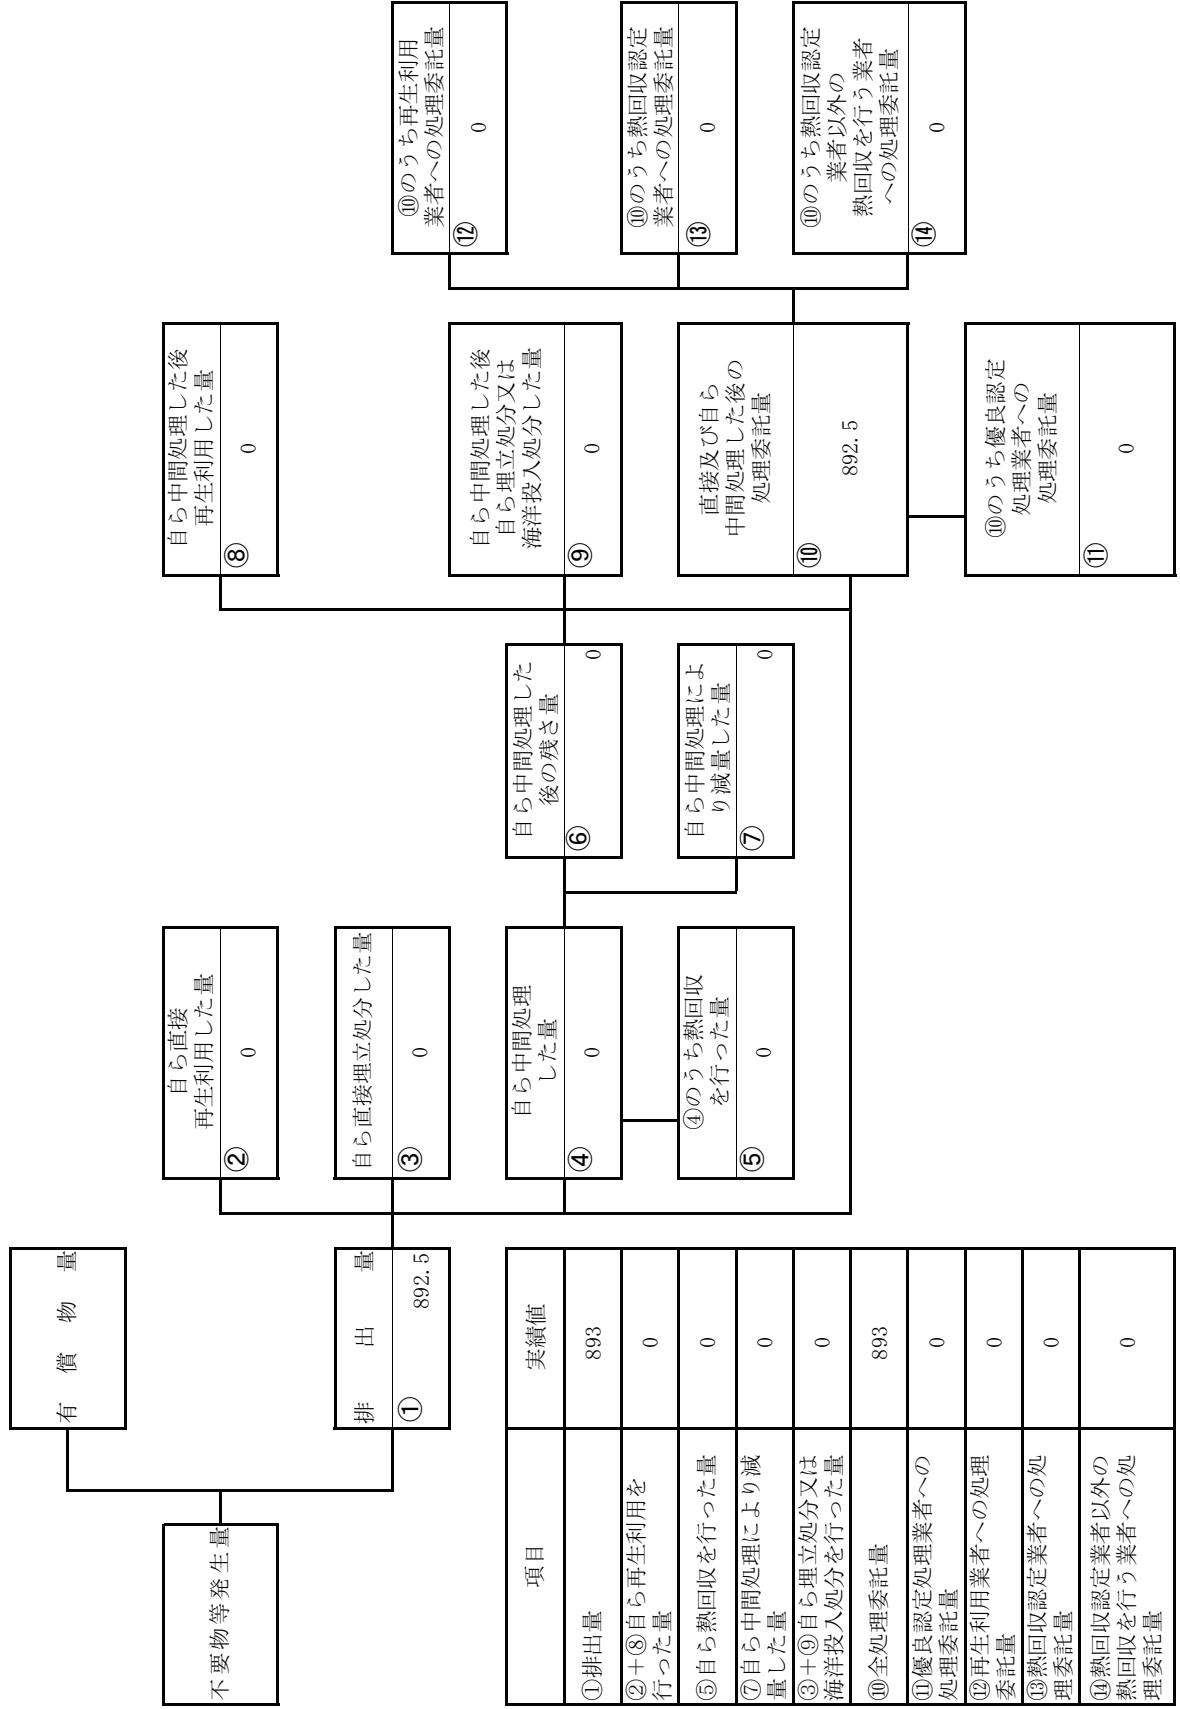 不要物等発生量
有償物量
排出量
①
892.5
自ら直接
再生利用した量
②
0
自ら直接埋立処分した量
③
0
自ら中間処理
した量
④
0
④のうち熱回収
を行った量
⑤
0
自ら中間処理した
後の残さ量
⑥
0
自ら中間処理によ
り減量した量
⑦
0
自ら中間処理した後
再生利用した量
⑧
0
自ら中間処理した後
自ら埋立処分又は
海洋投入処分した量
⑨
0
直接及び自ら
中間処理した後の
処理委託量
⑩
892.5
⑩のうち優良認定
処理業者への
処理委託量
⑪
0
⑩のうち再生利用
業者への処理委託量
⑫
0
⑩のうち熱回収認定
業者への処理委託量
⑬
0
⑩のうち熱回収認定
業者以外の
熱回収を行う業者
への処理委託量
⑭
0
項目
実績値
①排出量
893
②+⑧自ら再生利用を
行った量
0
⑤自ら熱回収を行った量
0
⑦自ら中間処理により減
量した量
0
③+⑨自ら埋立処分又は
海洋投入処分を行った量
0
⑩全処理委託量
893
⑪優良認定処理業者への
処理委託量
0
⑫再生利用業者への処理
委託量
0
⑬熱回収認定業者への処
理委託量
0
⑭熱回収認定業者以外の
熱回収を行う業者への処
理委託量
0